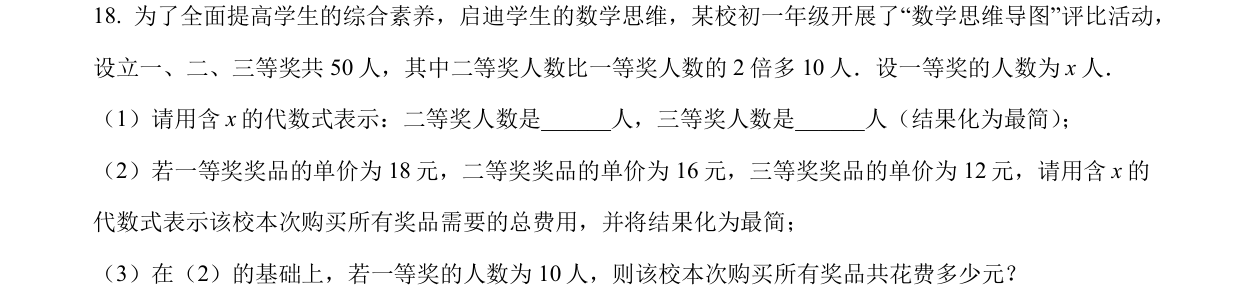 18. 为了全面提高学生的综合素养，启迪学生的数学思维，某校初一年级开展了“数学思维导图”评比活动，
设立一、二、三等奖共 50 人，其中二等奖人数比一等奖人数的 2 倍多 10 人．设一等奖的人数为 x 人．
（1）请用含 x 的代数式表示：二等奖人数是______人，三等奖人数是______人（结果化为最简）；
（2）若一等奖奖品的单价为 18 元，二等奖奖品的单价为 16 元，三等奖奖品的单价为 12 元，请用含 x 的
代数式表示该校本次购买所有奖品需要的总费用，并将结果化为最简；
（3）在（2）的基础上，若一等奖的人数为 10 人，则该校本次购买所有奖品共花费多少元？